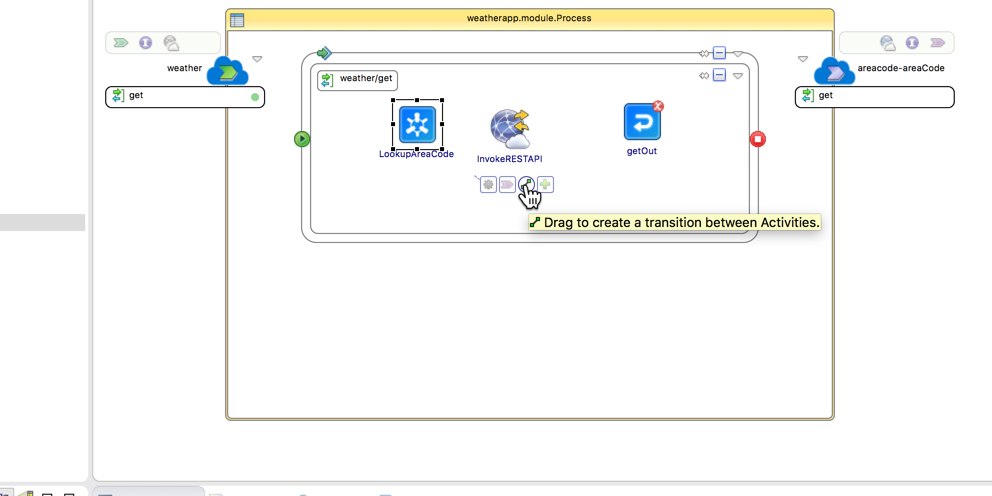 weatherapp.module.Process
weather
areacode-areaCode
get
weather/get
get
LookupAreaCode
InvokeRESTAPI
getOut
Drag to create a transition between Activities.